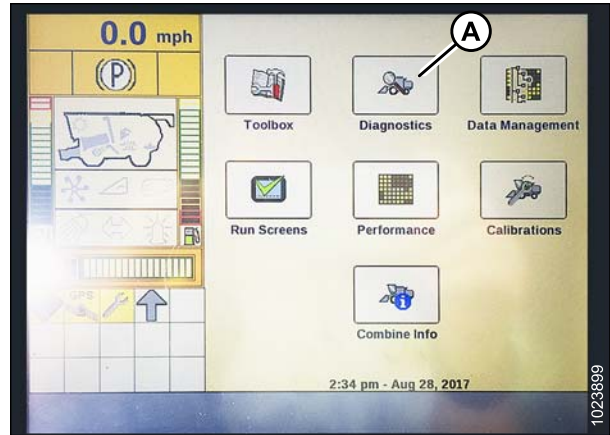 0.0 mph
A
(P)
Toolbox
Diagnostics
Data Management
Run Screens
Performance
Calibrations
GPS
Combine Info
2:34 pm - Aug 28, 2017
1023899